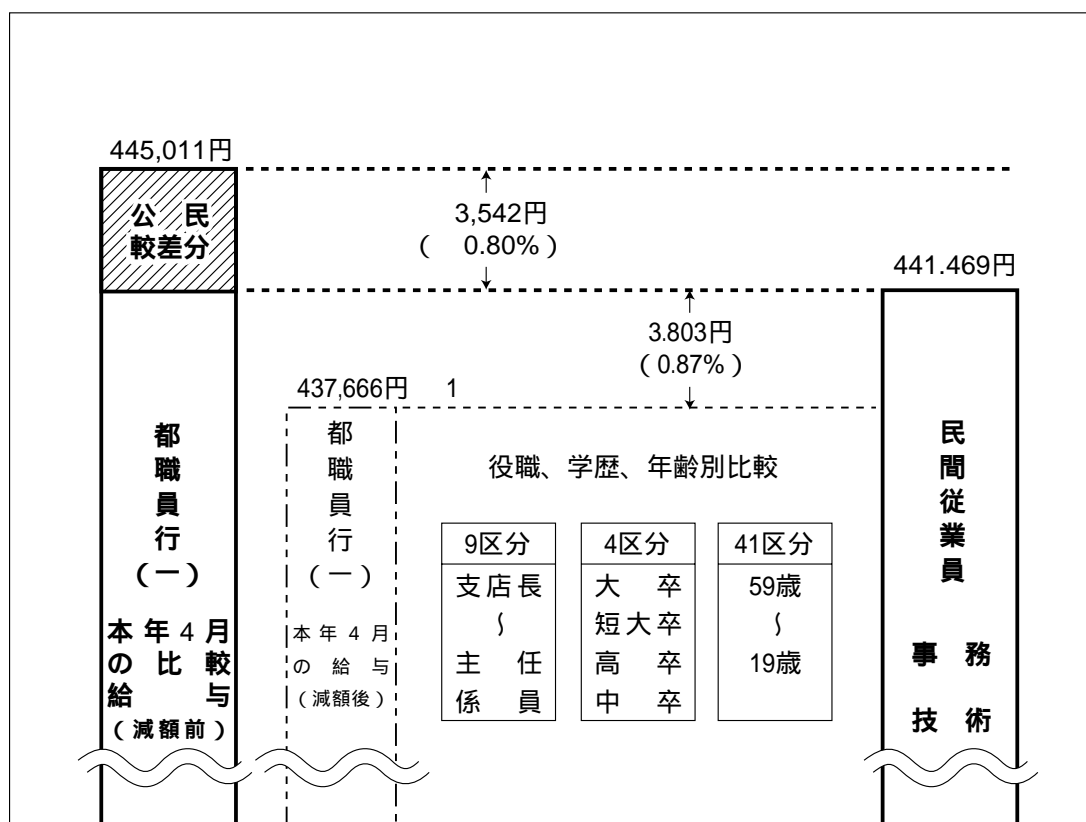 445,011円
公 民
較差分
3,542円
( 0.80% )
441.469円
3.803円
( 0.87% )
437,666円 1
都職員行(一)
本年4月
の比較
給与
(減額前)
都職員行(一)
本年4月
の給与
(減額後)
役職、学歴、年齢別比較
9区分
支店長
~
主 任
係 員
4区分
大 卒
短大卒
高 卒
中 卒
41区分
59歳
~
19歳
民間従業員
事 務
技 術